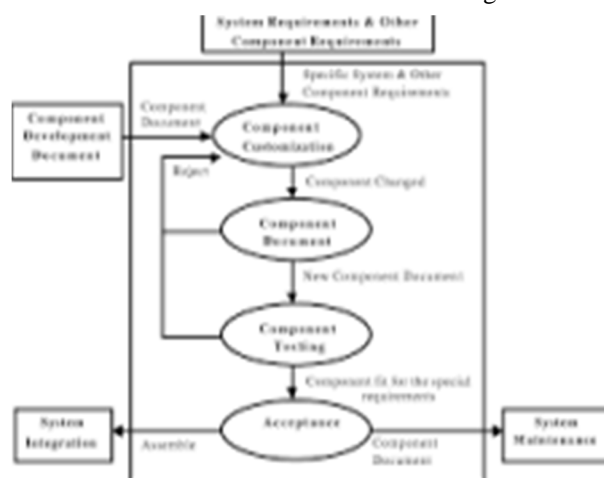 System Requirements & Other
Component Requirements
Specific System & Other
Component Requirements
Component
Document
Component
Development
Document
Component
Customization
Reject
Component Changed
Component
Document
New Component Document
Component
Testing
Component fit for the special
requirements
System
Integration
Assemble
Acceptance
Component
Document
System
Maintenance